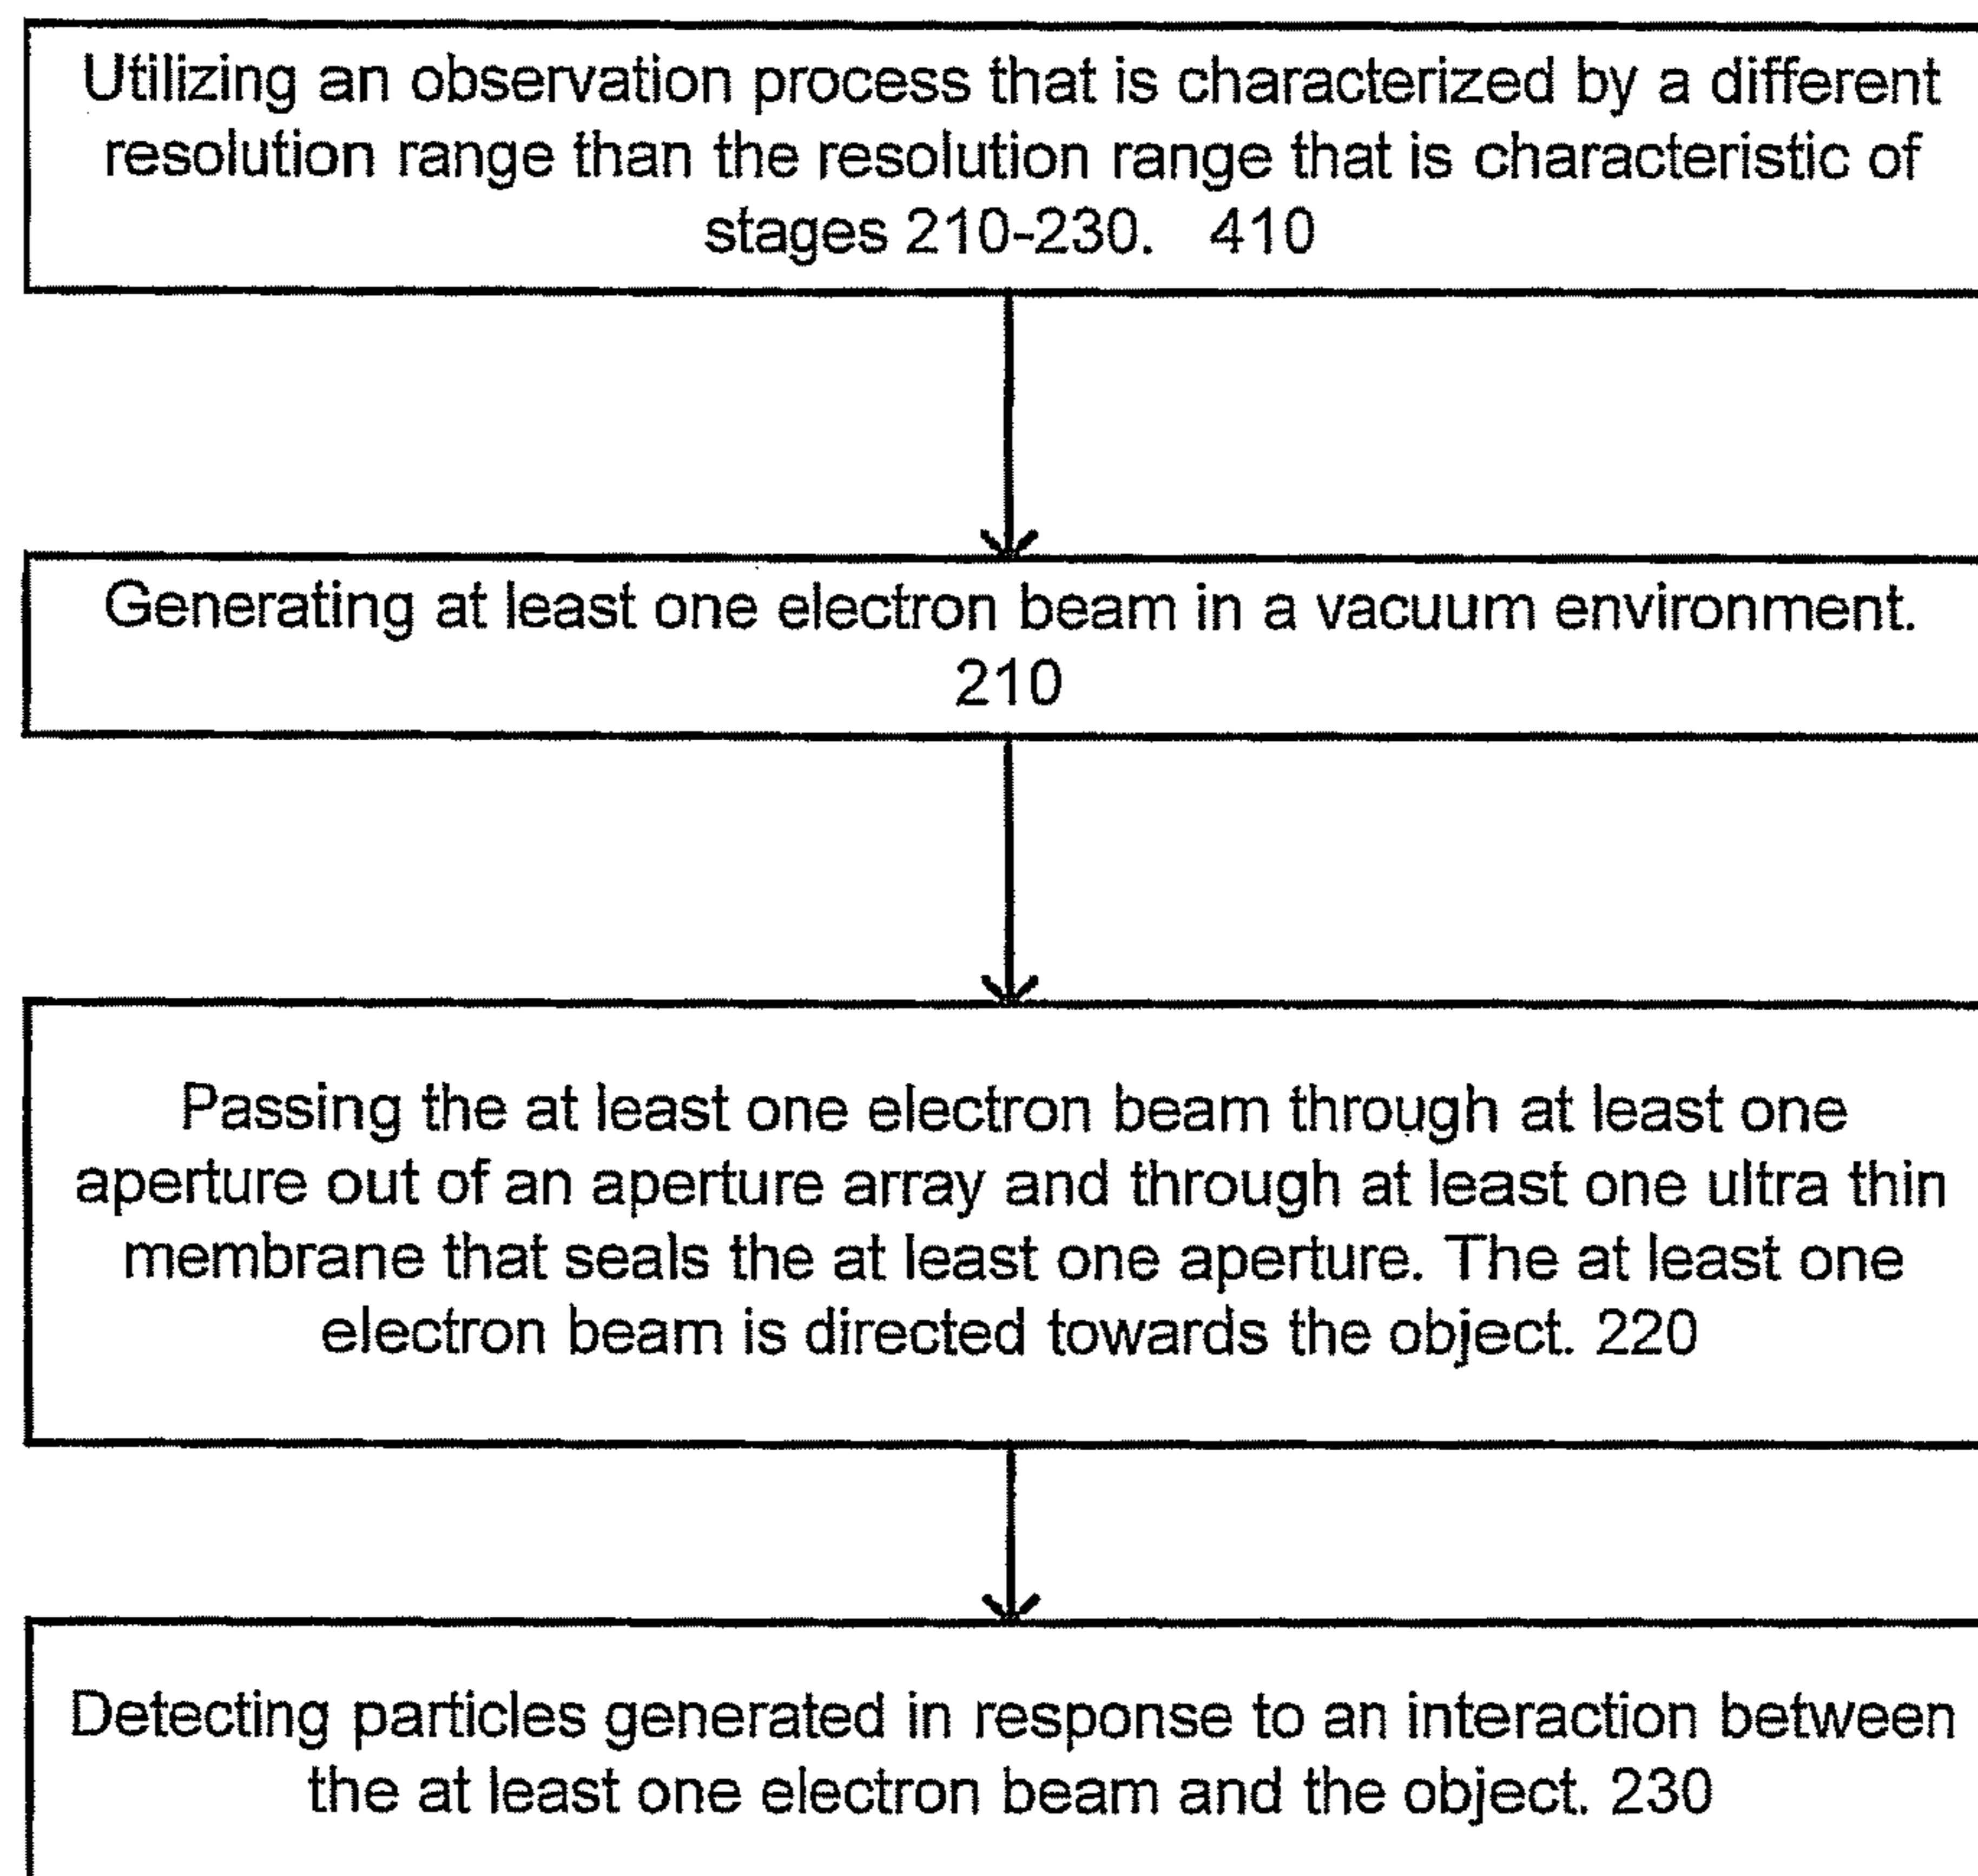 Utilizing an observation process that is characterized by a different
resolution range than the resolution range that is characteristic of
stages 210-230. 410
Generating at least one electron beam in a vacuum environment.
210
Passing the at least one electron beam through at least one
aperture out of an aperture array and through at least one ultra thin
membrane that seals the at least one aperture. The at least one
electron beam is directed towards the object. 220
Detecting particles generated in response to an interaction between
the at least one electron beam and the object. 230